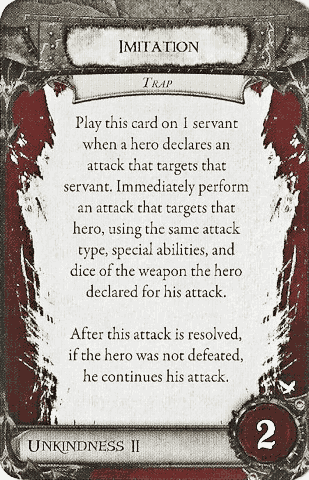 IMITATION
TRAP
Play this card on 1 servant
when a hero declares an
attack that targets that
servant. Immediately perform
an attack that targets that
hero, using the same attack
type, special abilities, and
dice of the weapon the hero
declared for his attack.
After this attack is resolved,
if the hero was not defeated,
he continues his attack.
UNKINDNESS II
2